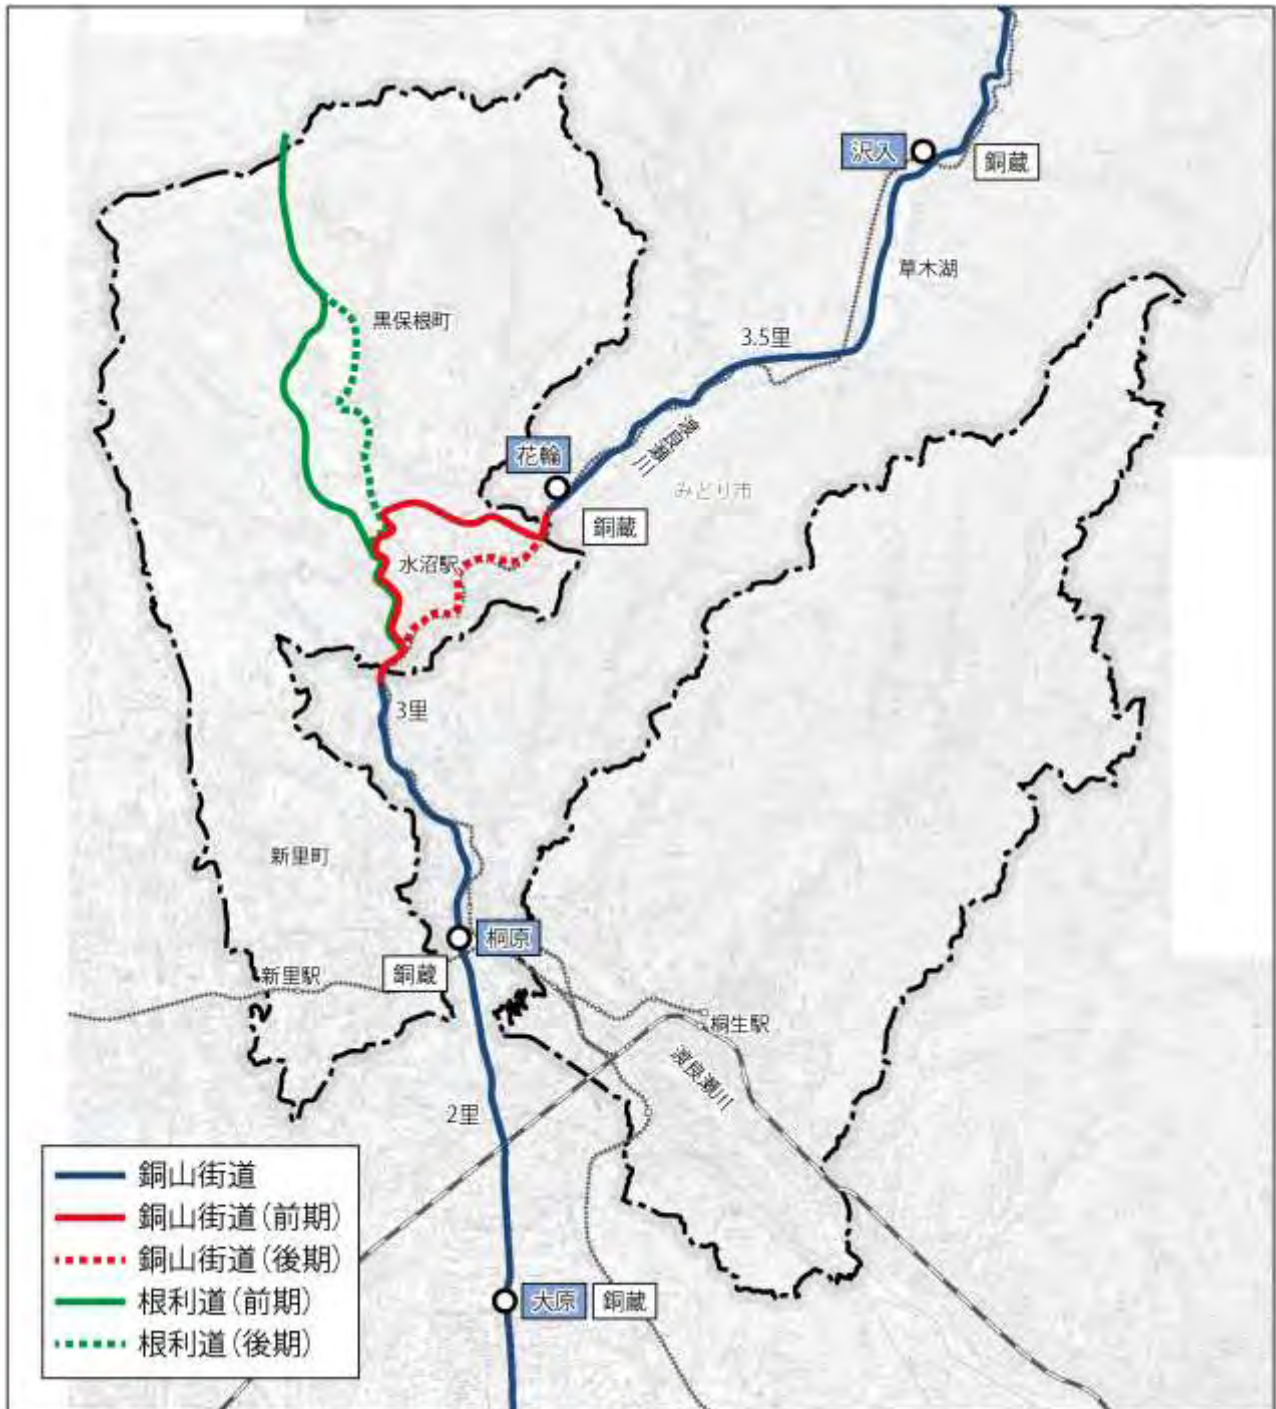 沢入
銅蔵
草木湖
黒保根町
3.5里
渡良瀬川
花輪
みどり市
銅蔵
水沼駅
3里
新里町
桐原
銅蔵
新里駅
桐生駅
渡良瀬川
2里
大原
銅蔵
銅山街道
銅山街道(前期)
銅山街道(後期)
根利道(前期)
根利道(後期)